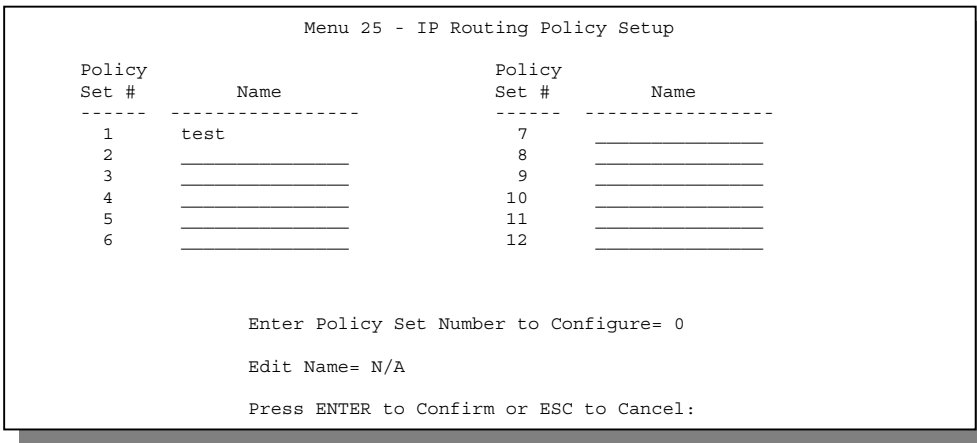 Menu 25 - IP Routing Policy Setup
Policy Policy
Set # Name Set # Name
------ ----------------- ------ -----------------
1 test 7 _______________
2 _______________ 8 _______________
3 _______________ 9 _______________
4 _______________ 10 _______________
5 _______________ 11 _______________
6 _______________ 12 _______________
Enter Policy Set Number to Configure= 0
Edit Name= N/A
Press ENTER to Confirm or ESC to Cancel: